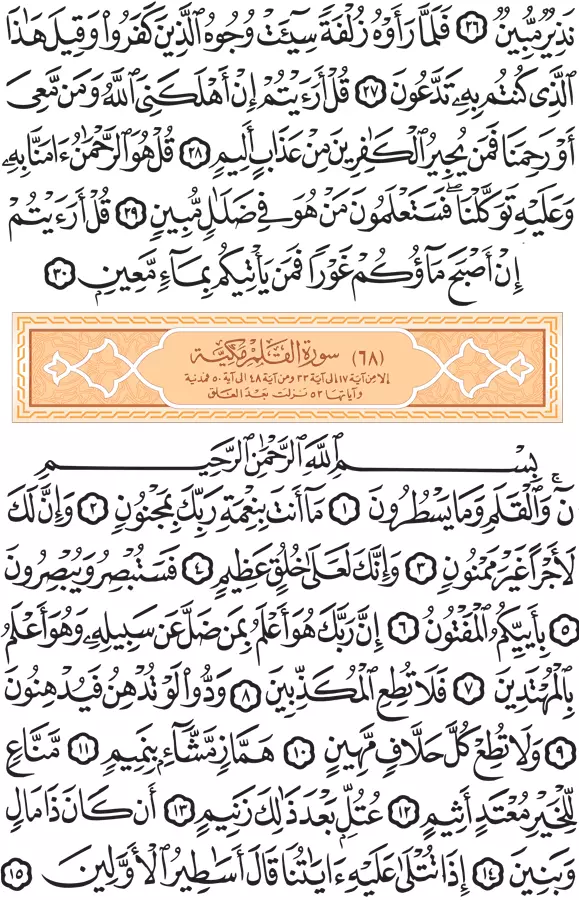 نَذِيرٌ مُّبِينٌ ٢٦ فَلَمَّا رَأَوْهُ زُلْفَةً سِيٓـَٔتْ وُجُوهُ ٱلَّذِينَ كَفَرُوا۟ وَقِيلَ هَٰذَا
ٱلَّذِى كُنتُم بِهِۦ تَدَّعُونَ ٢٧ قُلْ أَرَءَيْتُمْ إِنْ أَهْلَكَنِىَ ٱللَّهُ وَمَن مَّعِىَ
أَوْ رَحِمَنَا فَمَن يُجِيرُ ٱلْكَٰفِرِينَ مِنْ عَذَابٍ أَلِيمٍ ٢٨ قُلْ هُوَ ٱلرَّحْمَٰنُ ءَامَنَّا بِهِۦ
وَعَلَيْهِ تَوَكَّلْنَا ۖ فَسَتَعْلَمُونَ مَنْ هُوَ فِى ضَلَٰلٍ مُّبِينٍ ٢٩ قُلْ أَرَءَيْتُمْ
إِنْ أَصْبَحَ مَآؤُكُمْ غَوْرًا فَمَن يَأْتِيكُم بِمَآءٍ مَّعِينٍۭ ٣٠
(٦٨) سورة القلم مكية
إلا من آية ١٧ إلى آية ٣٣ ومن آية ٤٨ إلى آية ٥٠ فمدنية
وآياتها ٥٢ نزلت بعد العلق
بِسْمِ ٱللَّهِ ٱلرَّحْمَٰنِ ٱلرَّحِيمِ
نٓ ۚ وَٱلْقَلَمِ وَمَا يَسْطُرُونَ ١ مَآ أَنتَ بِنِعْمَةِ رَبِّكَ بِمَجْنُونٍ ٢ وَإِنَّ لَكَ
لَأَجْرًا غَيْرَ مَمْنُونٍ ٣ وَإِنَّكَ لَعَلَىٰ خُلُقٍ عَظِيمٍ ٤ فَسَتُبْصِرُ وَيُبْصِرُونَ
٥ بِأَييِّكُمُ ٱلْمَفْتُونُ ٦ إِنَّ رَبَّكَ هُوَ أَعْلَمُ بِمَن ضَلَّ عَن سَبِيلِهِۦ وَهُوَ أَعْلَمُ
بِٱلْمُهْتَدِينَ ٧ فَلَا تُطِعِ ٱلْمُكَذِّبِينَ ٨ وَدُّوا۟ لَوْ تُدْهِنُ فَيُدْهِنُونَ
٩ وَلَا تُطِعْ كُلَّ حَلَّافٍ مَّهِينٍ ١٠ هَمَّازٍ مَّشَّآءٍۭ بِنَمِيمٍ ١١ مَّنَّاعٍ
لِّلْخَيْرِ مُعْتَدٍ أَثِيمٍ ١٢ عُتُلٍّۭ بَعْدَ ذَٰلِكَ زَنِيمٍ ١٣ أَن كَانَ ذَا مَالٍ
وَبَنِينَ ١٤ إِذَا تُتْلَىٰ عَلَيْهِ ءَايَٰتُنَا قَالَ أَسَٰطِيرُ ٱلْأَوَّلِينَ ١٥